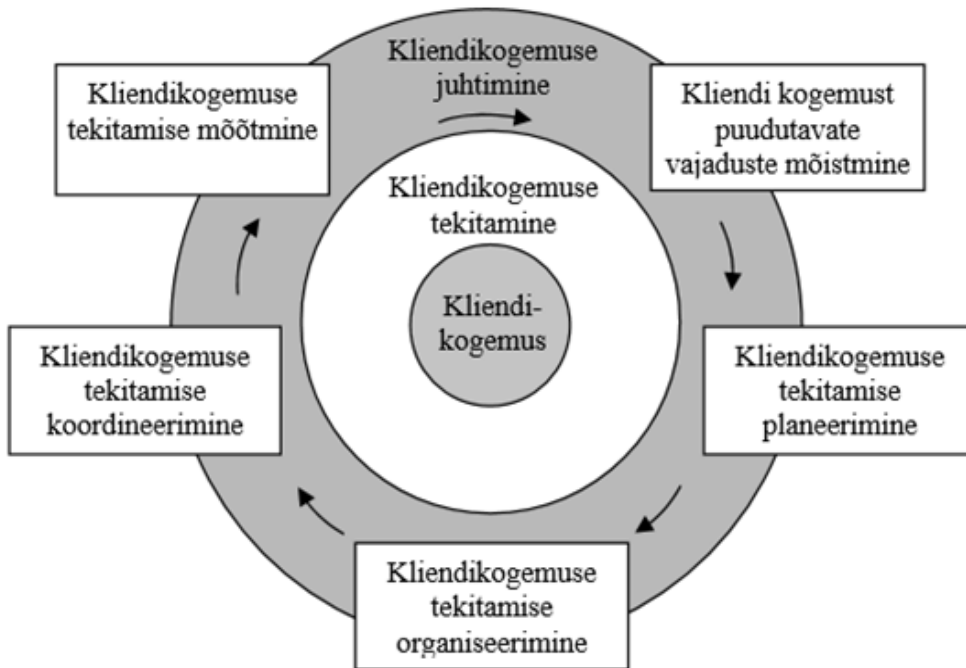 Kliendikogemuse
juhtimine
Kliendikogemuse
tekitamise mõõtmine
Kliendi kogemust
puudutavate
vajaduste mõistmine
Kliendikogemuse
tekitamine
Kliendi-
kogemus
Kliendikogemuse
tekitamise
koordineerimine
Kliendikogemuse
tekitamise
planeerimine
Kliendikogemuse
tekitamise
organiseerimine